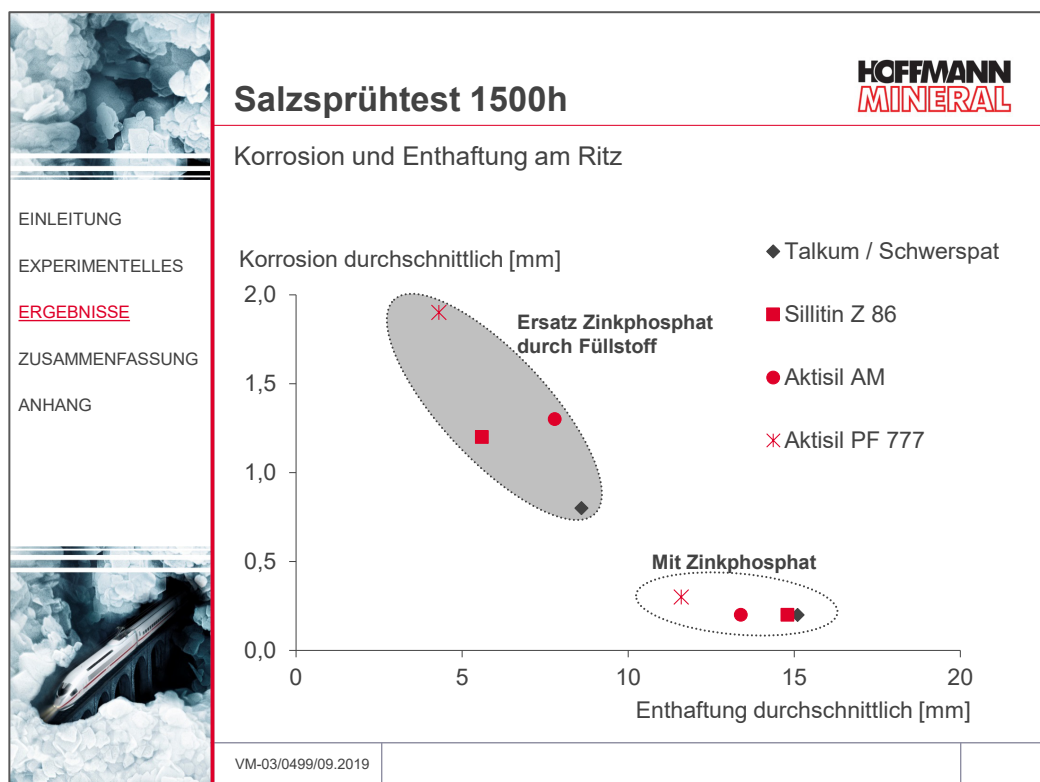 Salzsprühtest 1500h
HOFFMANN
MINERAL
Korrosion und Enthaftung am Ritz
EINLEITUNG
EXPERIMENTELLES
ERGEBNISSE
ZUSAMMENFASSUNG
ANHANG
Korrosion durchschnittlich [mm]
2,0
1,5
1,0
0,5
0,0
0
5
10
15
20
Enthaftung durchschnittlich [mm]
Ersatz Zinkphosphat
durch Füllstoff
Mit Zinkphosphat
Talkum / Schwerspat
Sillitin Z 86
Aktisil AM
Aktisil PF 777
VM-03/0499/09.2019